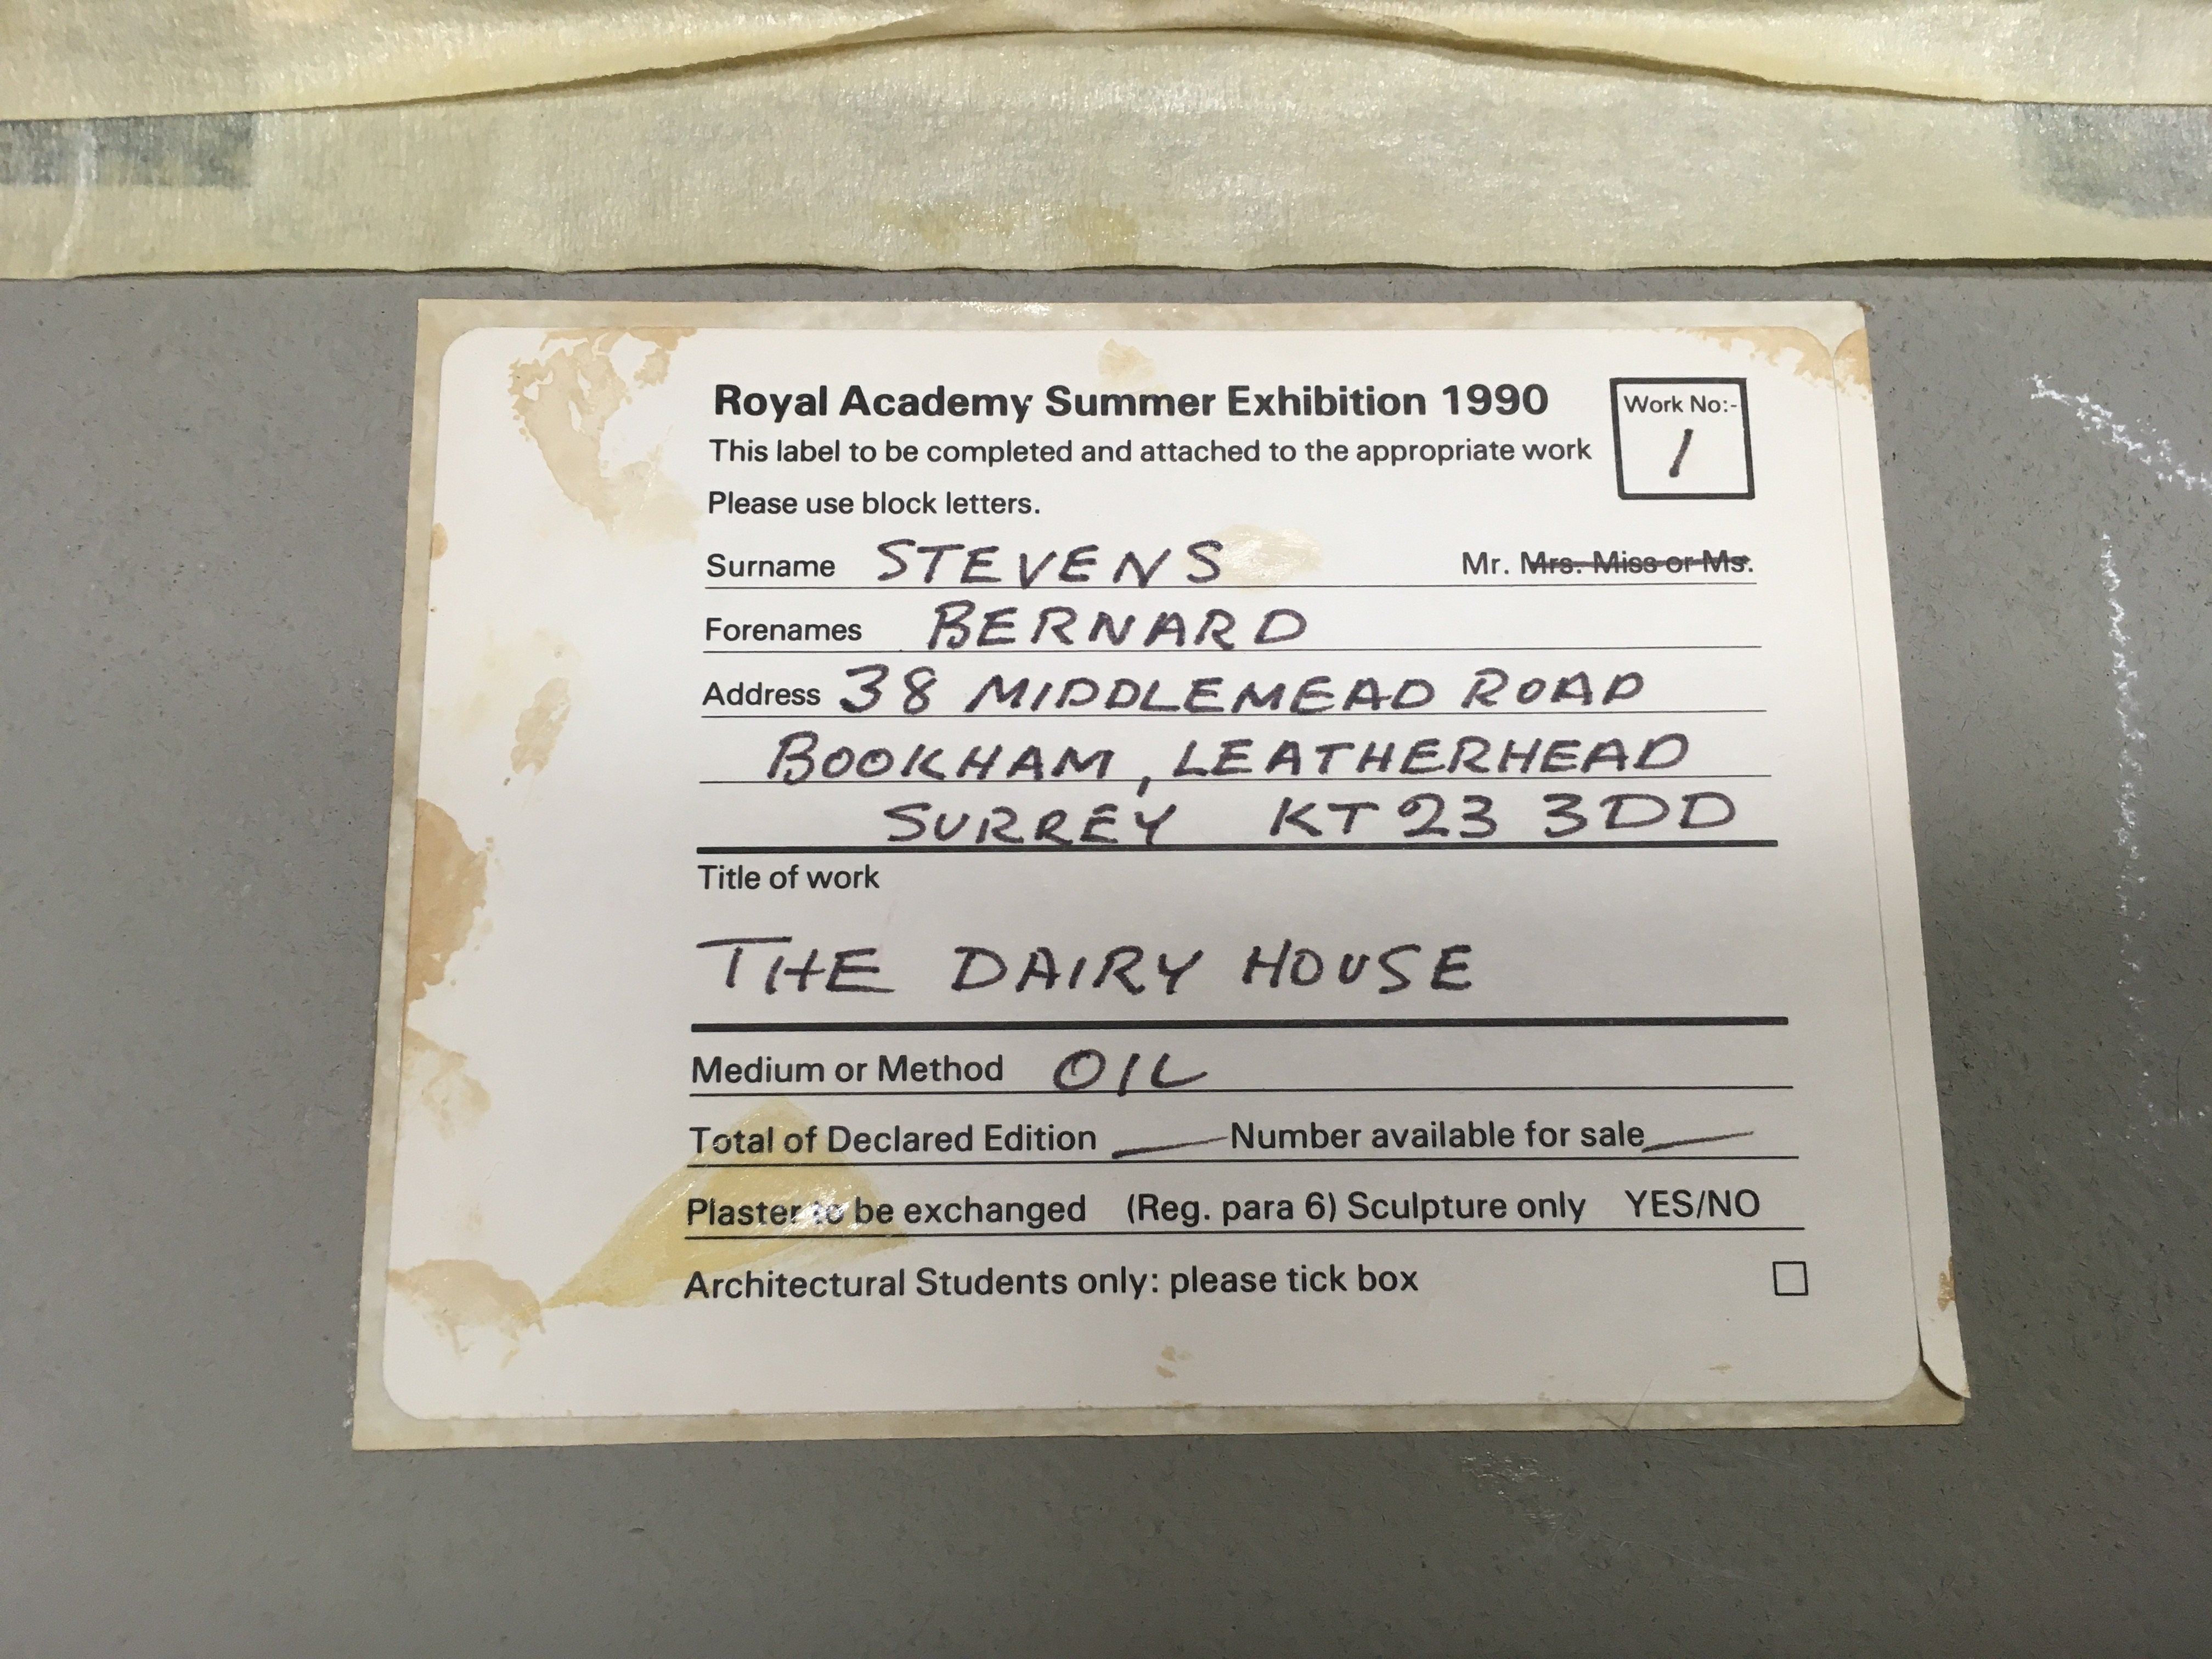 Royal Academy Summer Exhibition 1990
Work No:-
1
This label to be completed and attached to the appropriate work
Please use block letters.
Surname STEVENS Mr. Mrs. Miss or Ms.
Forenames BERNARD
Address 38 MIDDLEMEAD ROAD
BOOKHAM, LEATHERHEAD
SURREY KT23 3DD
Title of work
THE DAIRY HOUSE
Medium or Method OIL
Total of Declared Edition — Number available for sale —
Plaster to be exchanged (Reg. para 6) Sculpture only YES/NO
Architectural Students only: please tick box